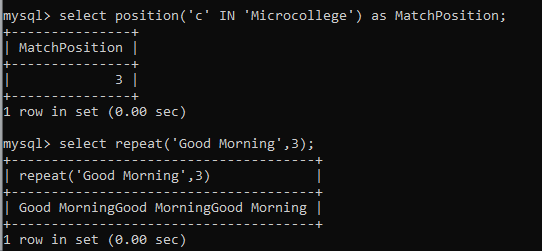 mysql> select position('c' IN 'Microcollege') as MatchPosition;
+---------------+
| MatchPosition |
+---------------+
|             3 |
+---------------+
1 row in set (0.00 sec)

mysql> select repeat('Good Morning',3);
+--------------------------------------+
| repeat('Good Morning',3)             |
+--------------------------------------+
| Good MorningGood MorningGood Morning |
+--------------------------------------+
1 row in set (0.00 sec)